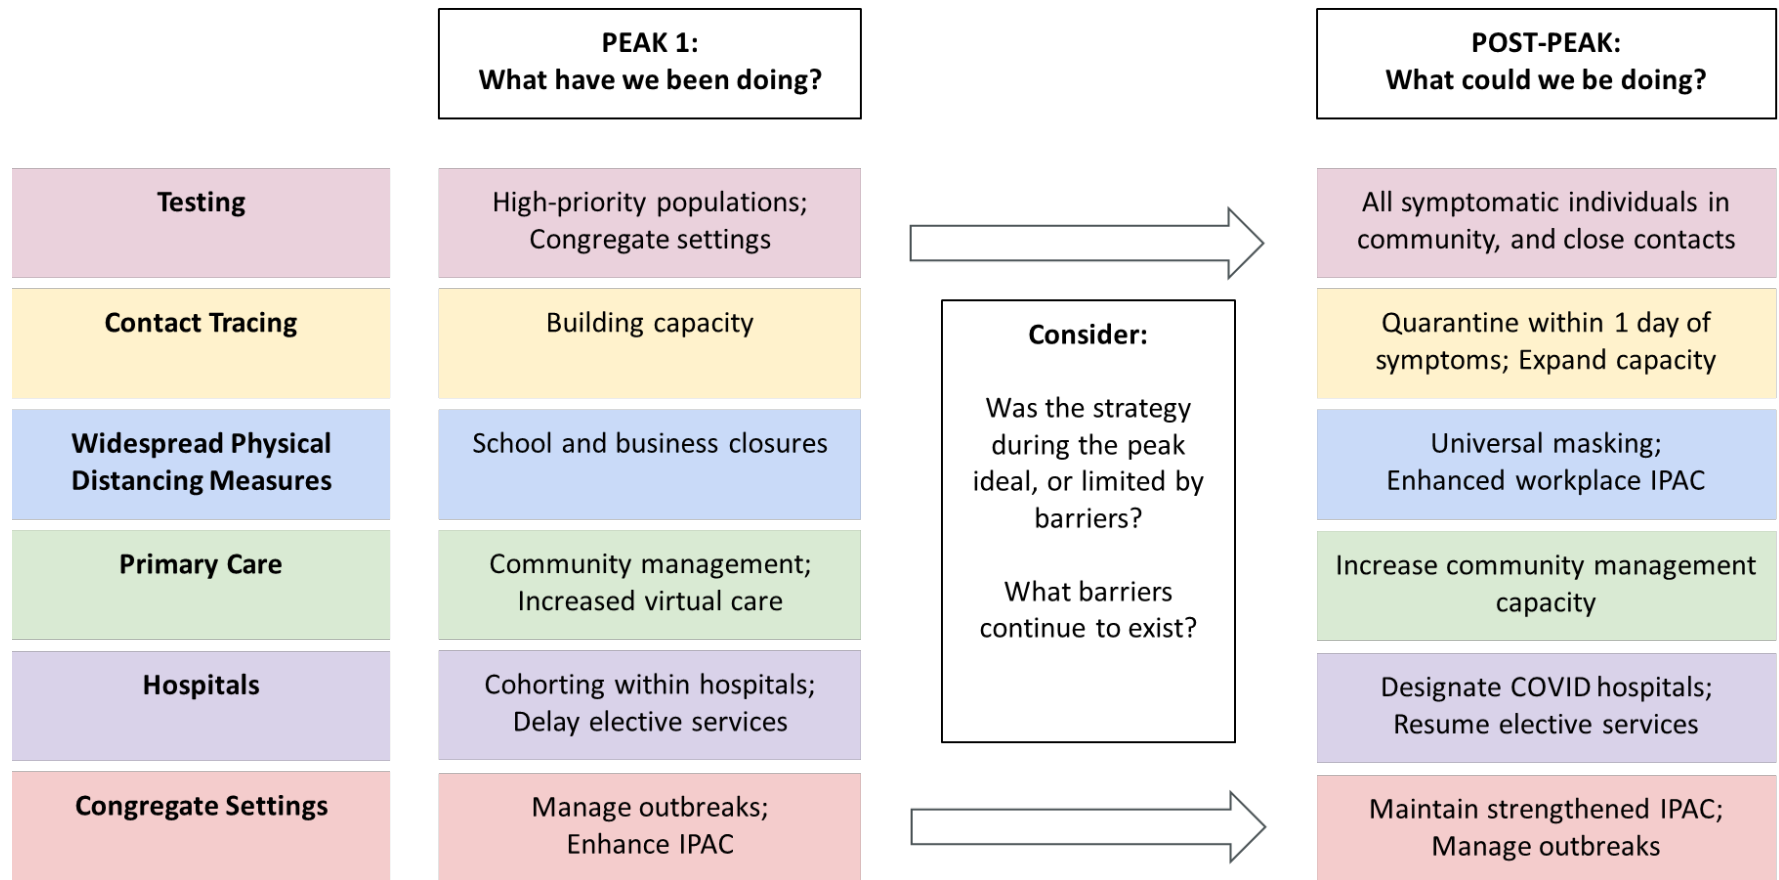 PEAK 1:
What have we been doing?
POST-PEAK:
What could we be doing?
Testing
High-priority populations;
Congregate settings
All symptomatic individuals in
community, and close contacts
Contact Tracing
Building capacity
Quarantine within 1 day of
symptoms; Expand capacity
Consider:
Was the strategy
during the peak
ideal, or limited by
barriers?
What barriers
continue to exist?
Widespread Physical
Distancing Measures
School and business closures
Universal masking;
Enhanced workplace IPAC
Primary Care
Community management;
Increased virtual care
Increase community management
capacity
Hospitals
Cohorting within hospitals;
Delay elective services
Designate COVID hospitals;
Resume elective services
Congregate Settings
Manage outbreaks;
Enhance IPAC
Maintain strengthened IPAC;
Manage outbreaks